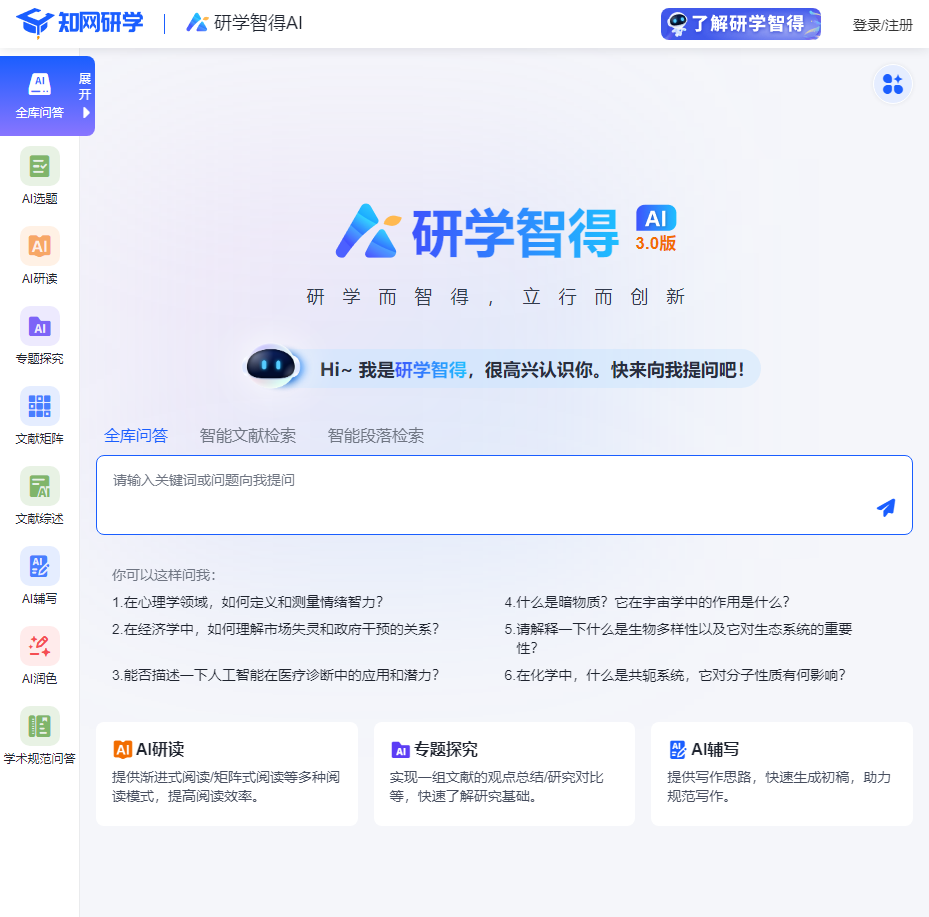 知网研学
研学智得AI
了解研学智得
登录/注册
AI
全库问答
展开
AI选题
AI
AI研读
AI
专题探究
文献矩阵
AI
文献综述
AI
AI辅写
AI润色
学术规范问答
研学智得
AI
3.0版
研学而智得，立行而创新
Hi~ 我是研学智得，很高兴认识你。快来向我提问吧！
全库问答 智能文献检索 智能段落检索
请输入关键词或问题向我提问
你可以这样问我：
1.在心理学领域，如何定义和测量情绪智力？
4.什么是暗物质？它在宇宙学中的作用是什么？
2.在经济学中，如何理解市场失灵和政府干预的关系？
5.请解释一下什么是生物多样性以及它对生态系统的重要
性？
3.能否描述一下人工智能在医疗诊断中的应用和潜力？
6.在化学中，什么是共轭系统，它对分子性质有何影响？
AI AI研读
提供渐进式阅读/矩阵式阅读等多种阅
读模式，提高阅读效率。
AI 专题探究
实现一组文献的观点总结/研究对比
等，快速了解研究基础。
AI AI辅写
提供写作思路，快速生成初稿，助力
规范写作。